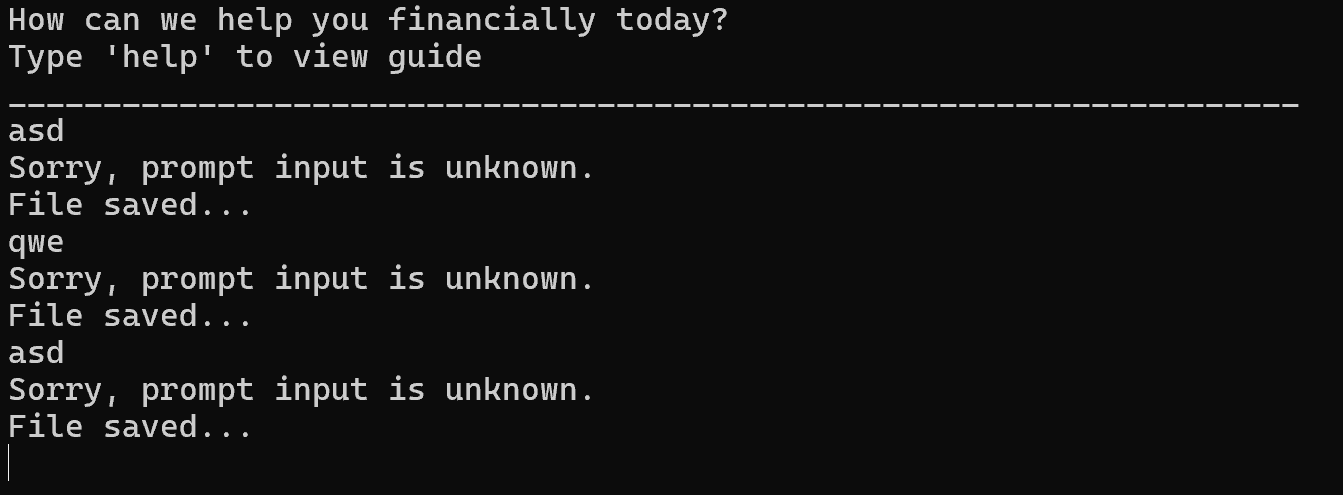 How can we help you financially today?
Type 'help' to view guide
____________________________________________________________________
asd
Sorry, prompt input is unknown.
File saved...
qwe
Sorry, prompt input is unknown.
File saved...
asd
Sorry, prompt input is unknown.
File saved...